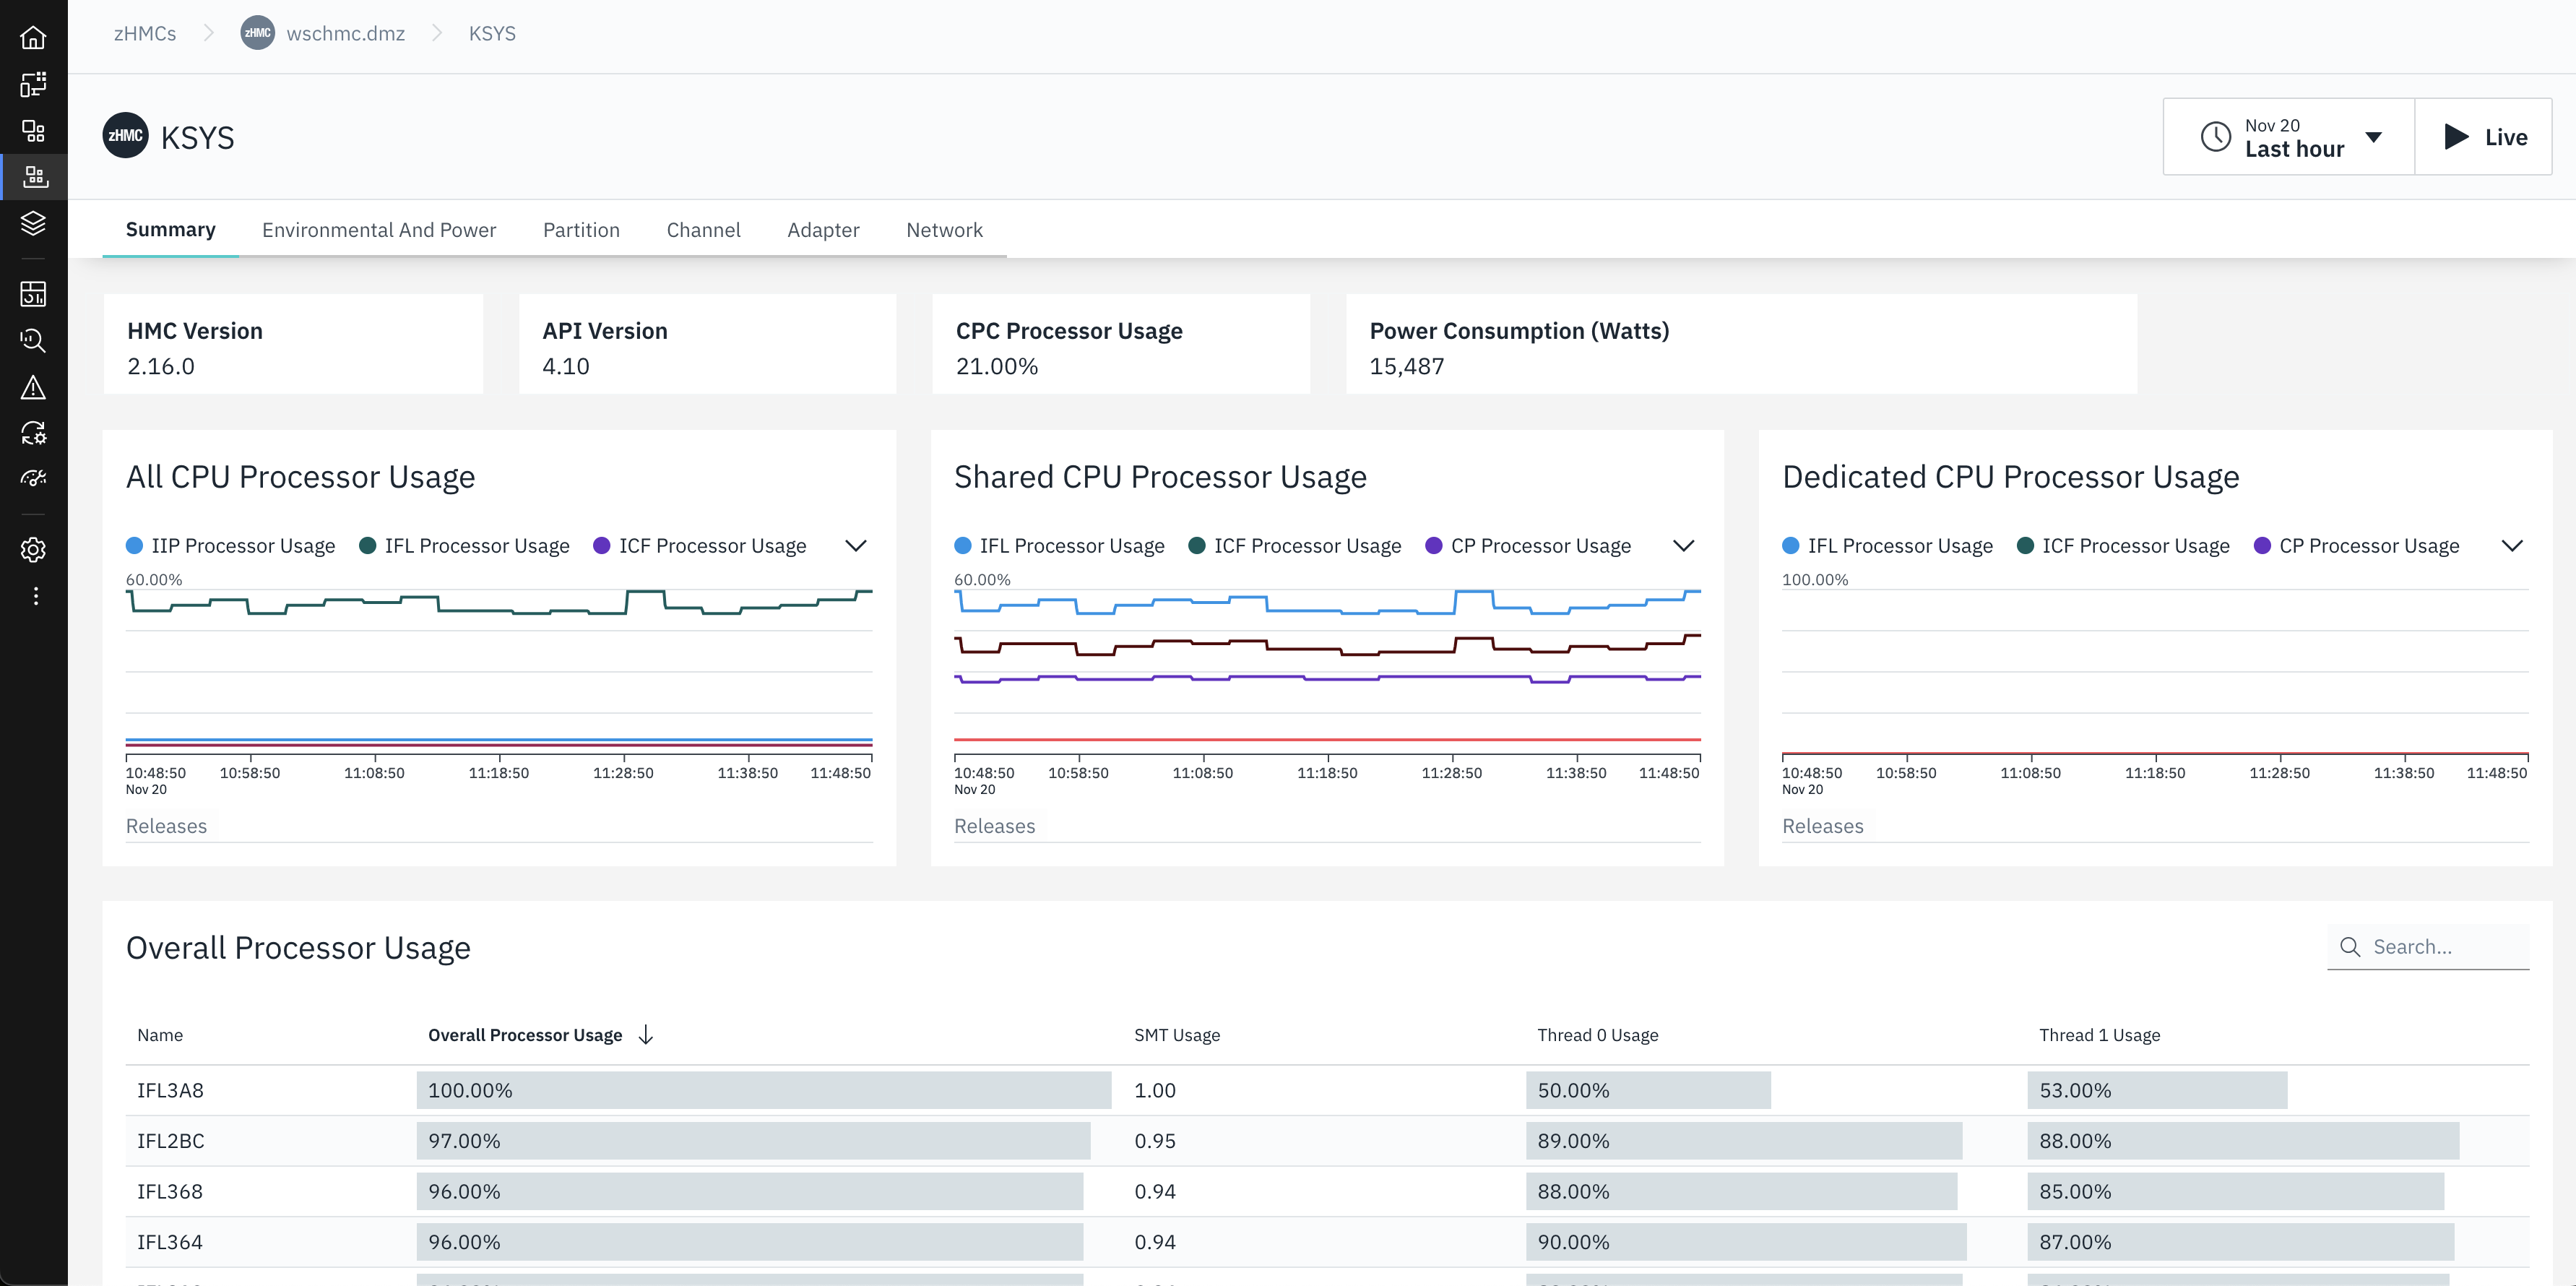 zHMCs
zHMC wschmc.dmz
KSYS
zHMC KSYS
Nov 20
Last hour
Live
Summary Environmental And Power Partition Channel Adapter Network
HMC Version
2.16.0
API Version
4.10
CPC Processor Usage
21.00%
Power Consumption (Watts)
15,487
All CPU Processor Usage
IIP Processor Usage IFL Processor Usage ICF Processor Usage
60.00%
10:48:50 10:58:50 11:08:50 11:18:50 11:28:50 11:38:50 11:48:50
Nov 20
Releases
Shared CPU Processor Usage
IFL Processor Usage ICF Processor Usage CP Processor Usage
60.00%
10:48:50 10:58:50 11:08:50 11:18:50 11:28:50 11:38:50 11:48:50
Nov 20
Releases
Dedicated CPU Processor Usage
IFL Processor Usage ICF Processor Usage CP Processor Usage
100.00%
10:48:50 10:58:50 11:08:50 11:18:50 11:28:50 11:38:50 11:48:50
Nov 20
Releases
Overall Processor Usage
Search...
Name Overall Processor Usage SMT Usage Thread 0 Usage Thread 1 Usage
IFL3A8 100.00% 1.00 50.00% 53.00%
IFL2BC 97.00% 0.95 89.00% 88.00%
IFL368 96.00% 0.94 88.00% 85.00%
IFL364 96.00% 0.94 90.00% 87.00%